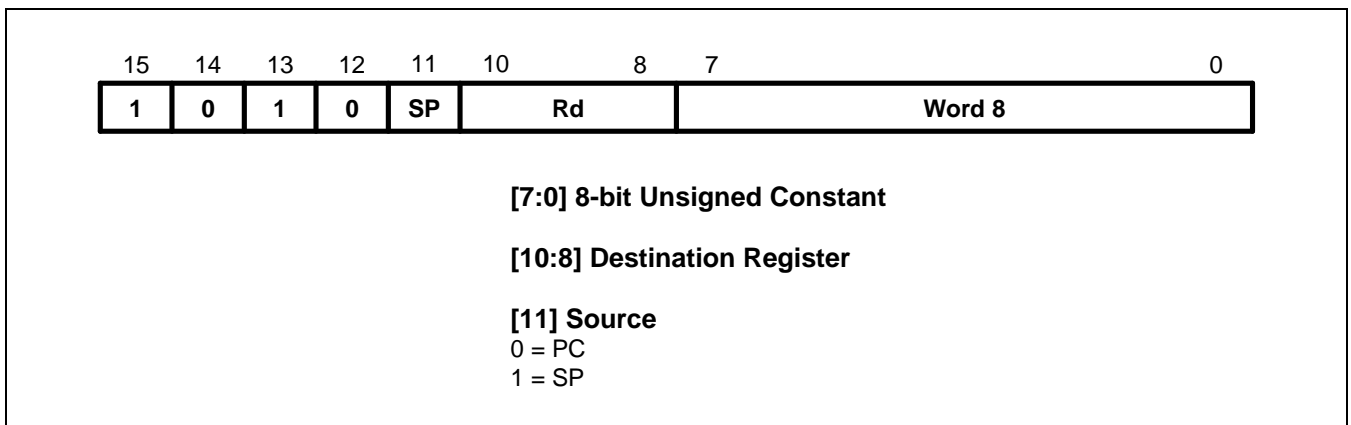 15 14 13 12 11 10 8 7 0
1 0 1 0 SP Rd Word 8
[7:0] 8-bit Unsigned Constant
[10:8] Destination Register
[11] Source
0 = PC
1 = SP